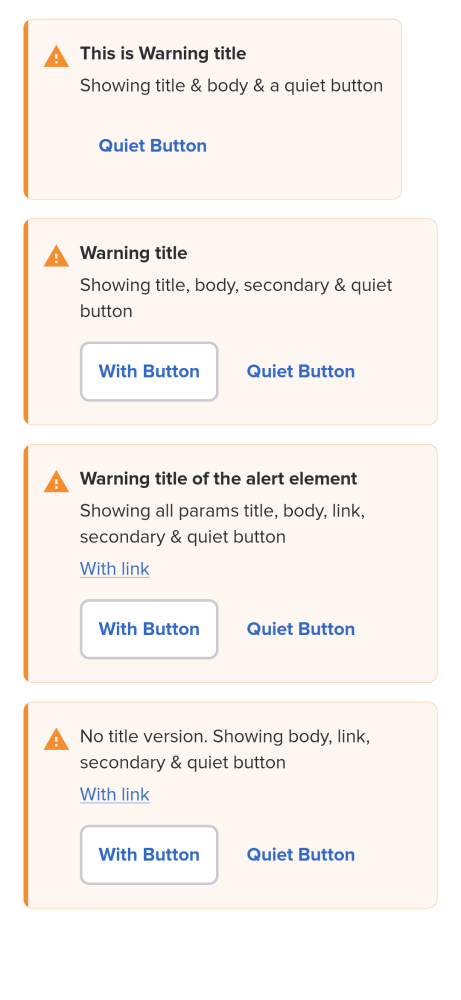 This is Warning title
Showing title & body & a quiet button
Quiet Button
Warning title
Showing title, body, secondary & quiet
button
With Button
Quiet Button
Warning title of the alert element
Showing all params title, body, link,
secondary & quiet button
With link
With Button
Quiet Button
No title version. Showing body, link,
secondary & quiet button
With link
With Button
Quiet Button